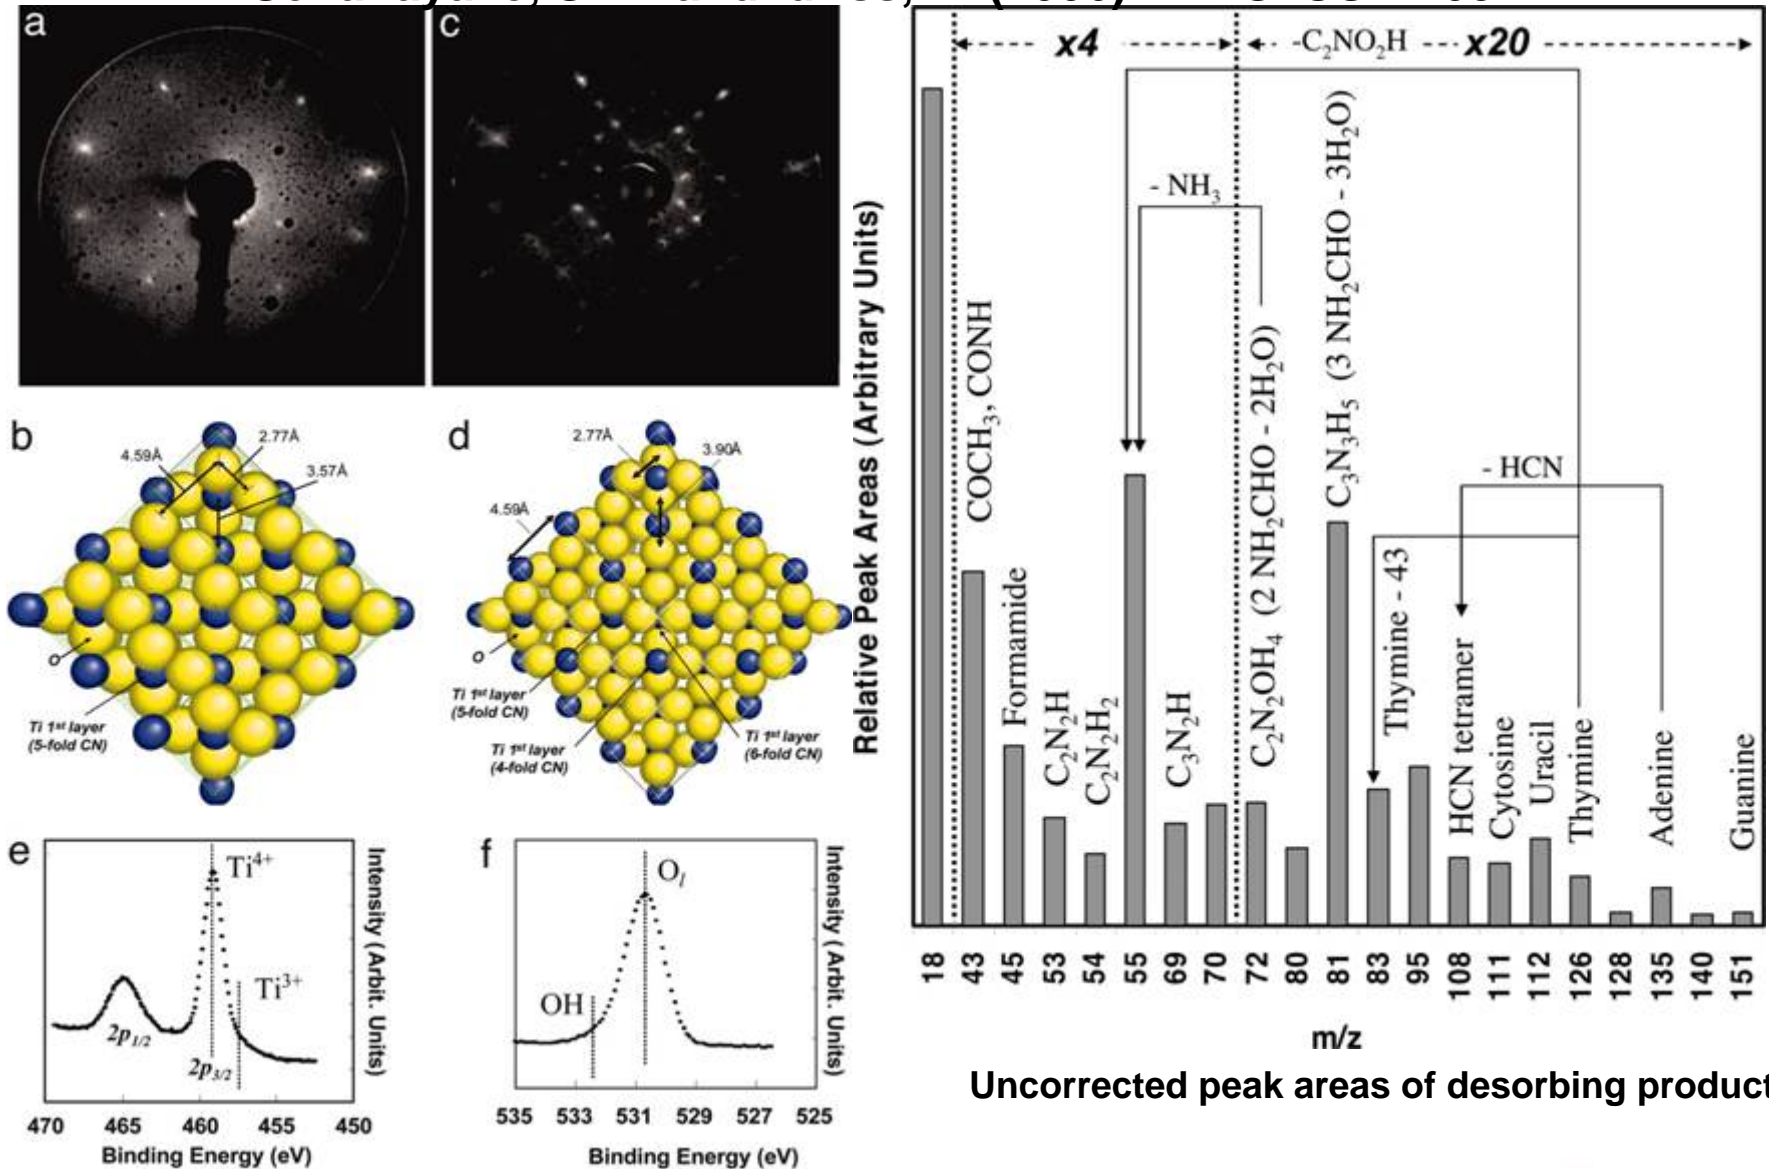 a
c
b
4.59Å
2.77Å
3.57Å
O
Ti 1st layer
(5-fold CN)
d
2.77Å
3.90Å
4.59Å
O
Ti 1st layer
(5-fold CN)
Ti 1st layer
(4-fold CN)
Ti 1st layer
(6-fold CN)
e
Ti4+
Ti3+
2p1/2
2p3/2
Intensity (Arbit. Units)
470 465 460 455 450
Binding Energy (eV)
f
Ol
OH
Intensity (Arbit. Units)
535 533 531 529 527 525
Binding Energy (eV)
Relative Peak Areas (Arbitrary Units)
x4
-C2NO2H
x20
- NH3
- HCN
COCH3, CONH
Formamide
C2N2H
C2N2H2
C3N2H
C2N2OH4 (2 NH2CHO - 2H2O)
C3N3H5 (3 NH2CHO - 3H2O)
Thymine - 43
HCN tetramer
Cytosine
Uracil
Thymine
Adenine
Guanine
18 43 45 53 54 55 69 70 72 80 81 83 95 108 111 112 126 128 135 140 151
m/z
Uncorrected peak areas of desorbing product